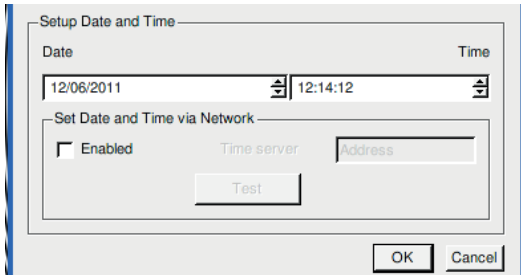 Setup Date and Time
Date Time
12/06/2011 12:14:12
Set Date and Time via Network
Enabled Time server Address
Test
OK Cancel